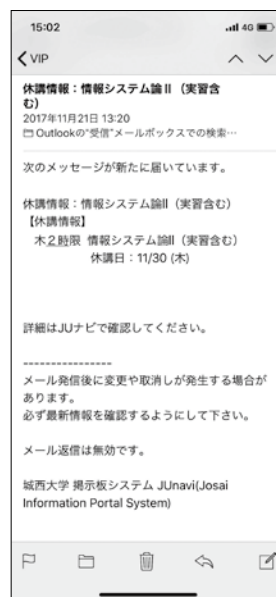 15:02
4G
VIP
休講情報：情報システム論Ⅱ（実習含
む）
2017年11月21日 13:20
Outlookの"受信"メールボックスでの検索…
次のメッセージが新たに届いています。
休講情報：情報システム論Ⅱ（実習含む）
【休講情報】
木２時限 情報システム論Ⅱ（実習含む）
休講日：11/30 (木)
詳細はJUナビで確認してください。
----------------
メール発信後に変更や取消しが発生する場合が
あります。
必ず最新情報を確認するようにして下さい。
メール返信は無効です。
城西大学 掲示板システム JUnavi(Josai
Information Portal System)